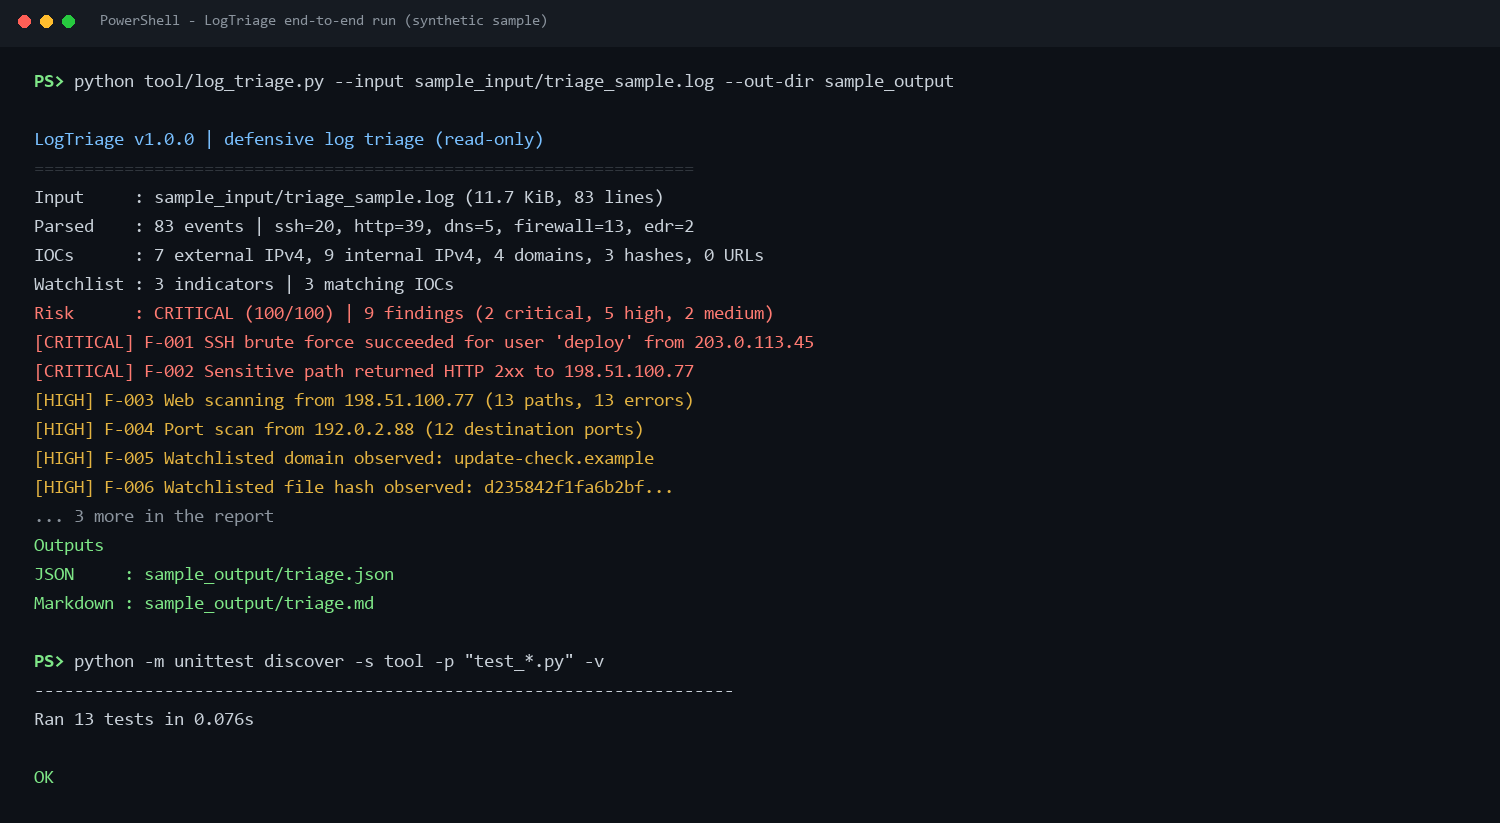 PowerShell - LogTriage end-to-end run (synthetic sample)
PS> python tool/log_triage.py --input sample_input/triage_sample.log --out-dir sample_output
LogTriage v1.0.0 | defensive log triage (read-only)
==================================================================
Input     : sample_input/triage_sample.log (11.7 KiB, 83 lines)
Parsed    : 83 events | ssh=20, http=39, dns=5, firewall=13, edr=2
IOCs      : 7 external IPv4, 9 internal IPv4, 4 domains, 3 hashes, 0 URLs
Watchlist : 3 indicators | 3 matching IOCs
Risk      : CRITICAL (100/100) | 9 findings (2 critical, 5 high, 2 medium)
[CRITICAL] F-001 SSH brute force succeeded for user 'deploy' from 203.0.113.45
[CRITICAL] F-002 Sensitive path returned HTTP 2xx to 198.51.100.77
[HIGH] F-003 Web scanning from 198.51.100.77 (13 paths, 13 errors)
[HIGH] F-004 Port scan from 192.0.2.88 (12 destination ports)
[HIGH] F-005 Watchlisted domain observed: update-check.example
[HIGH] F-006 Watchlisted file hash observed: d235842f1fa6b2bf...
... 3 more in the report
Outputs
JSON     : sample_output/triage.json
Markdown : sample_output/triage.md
PS> python -m unittest discover -s tool -p "test_*.py" -v
----------------------------------------------------------------------
Ran 13 tests in 0.076s
OK